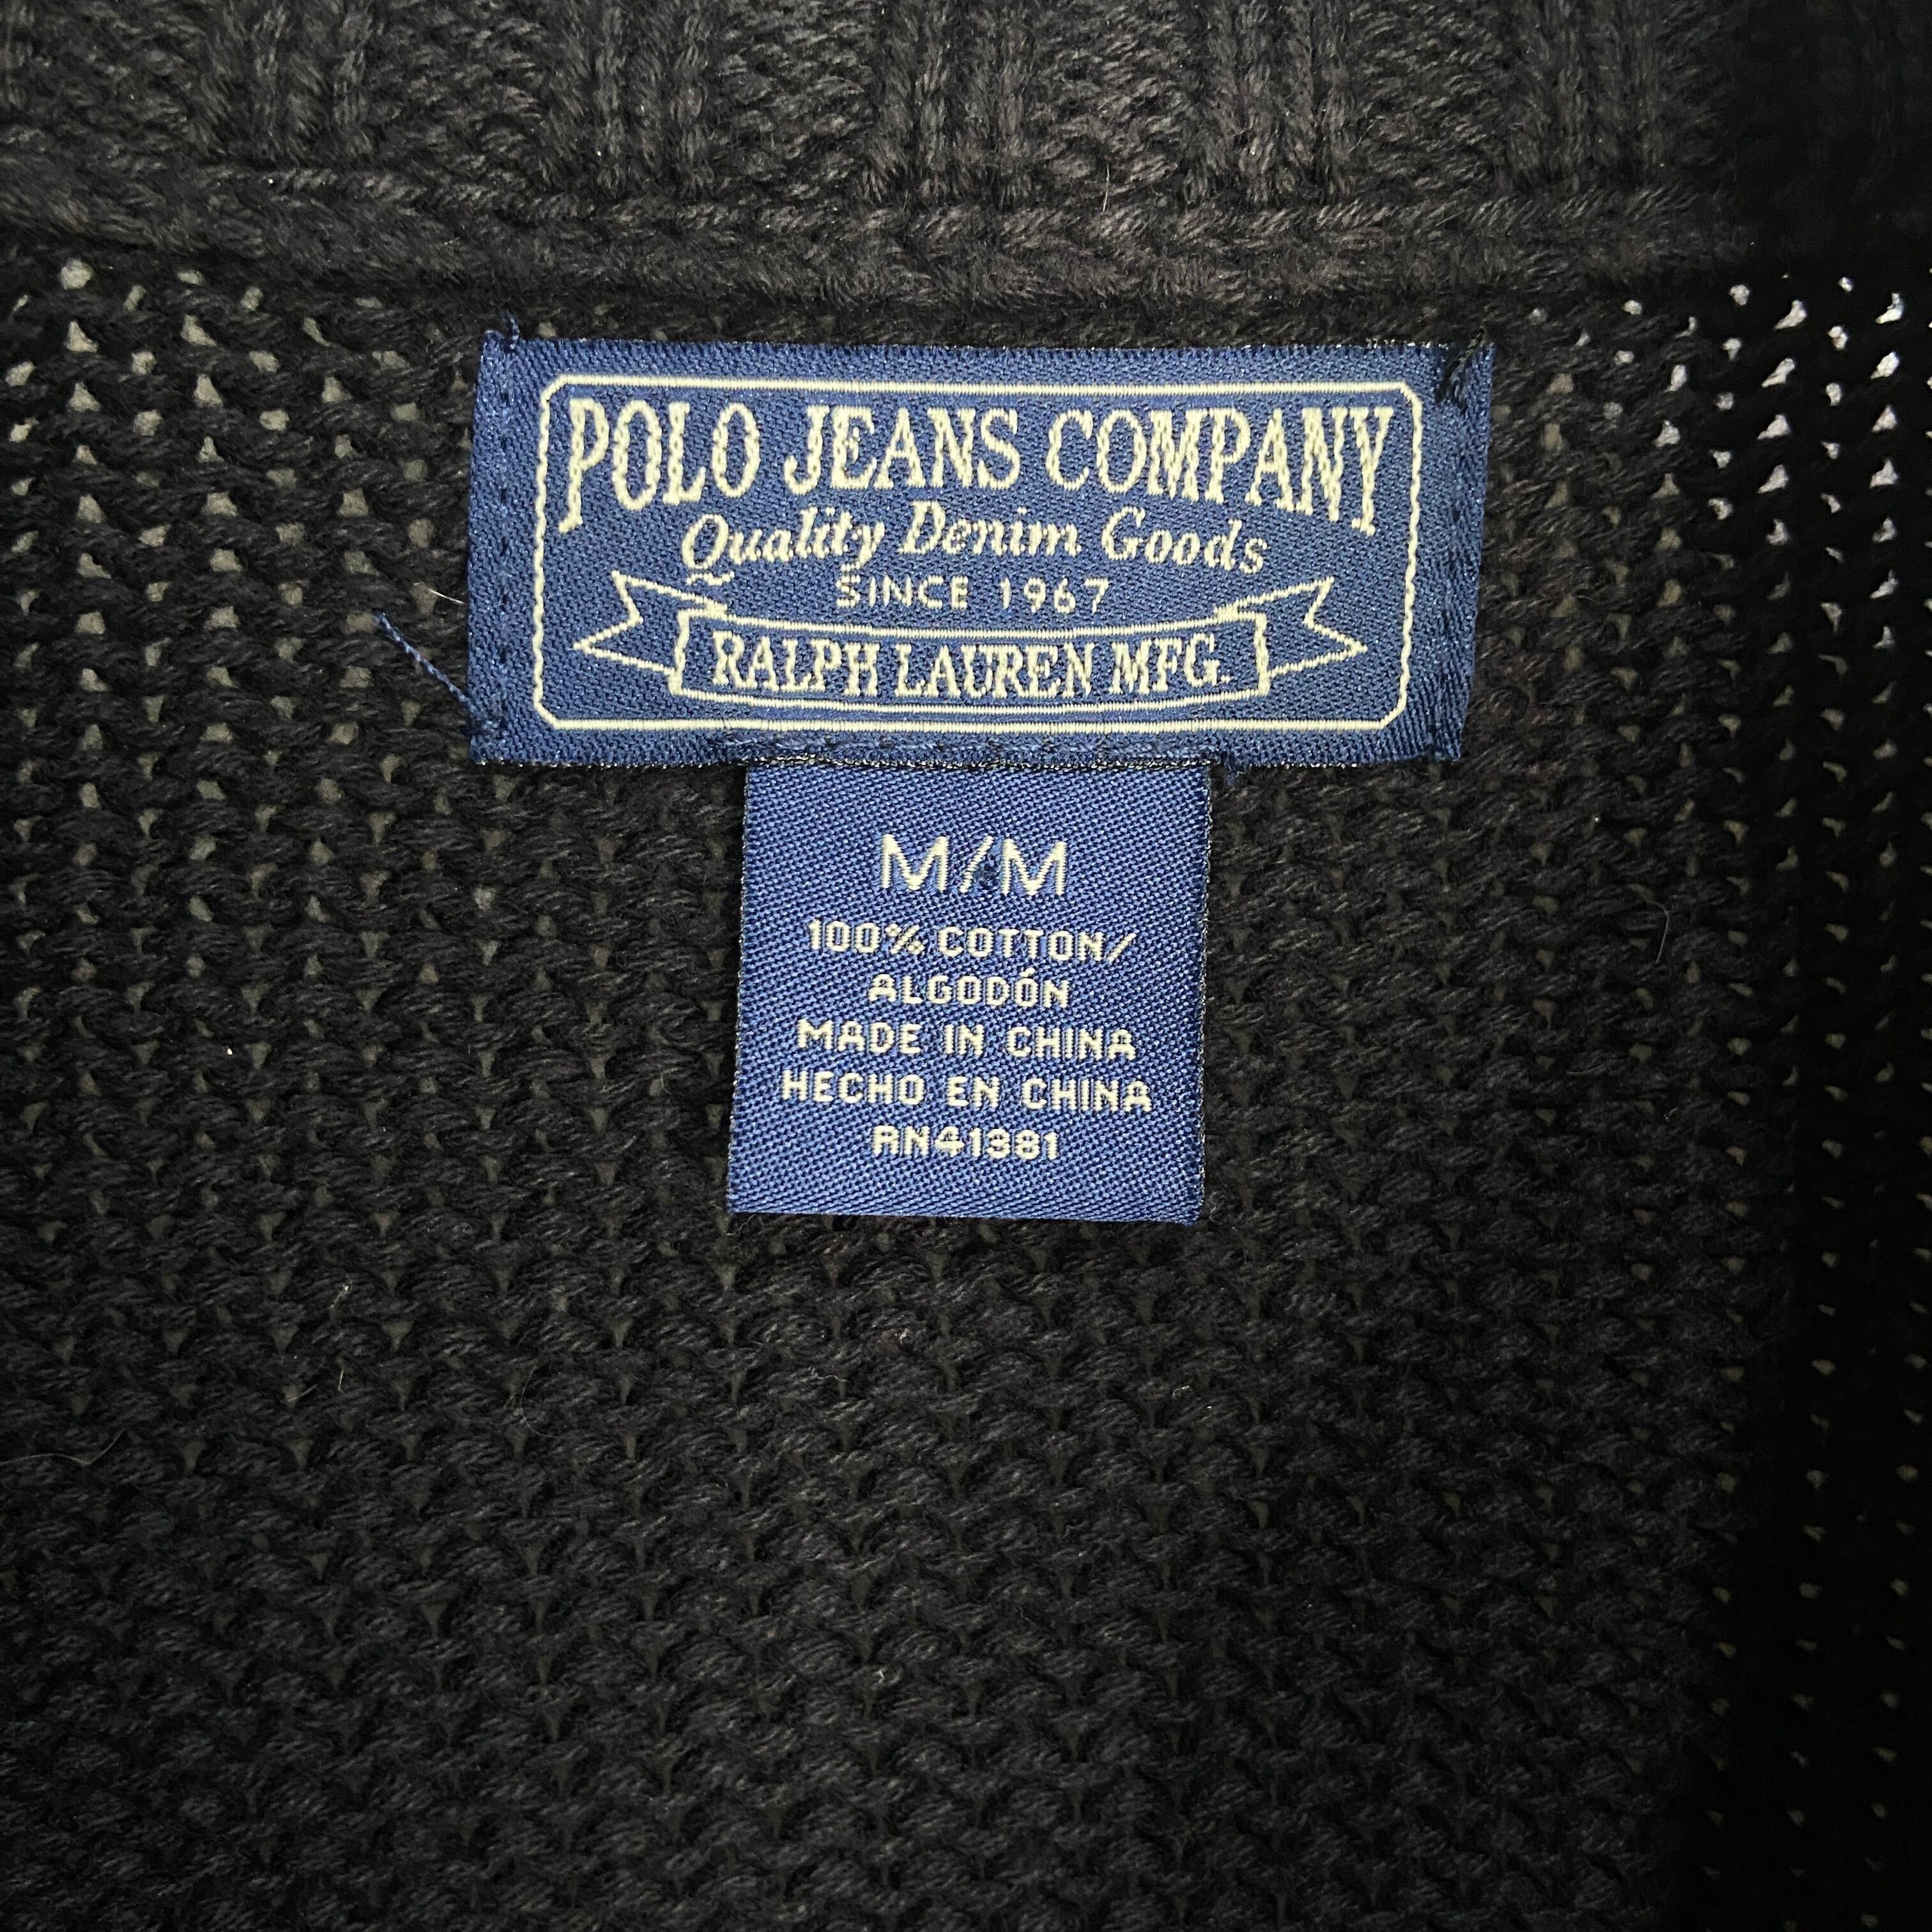 POLO JEANS COMPANY
Quality Denim Goods
SINCE 1967
RALPH LAUREN MFG.
M/M
100% COTTON/
ALGODÓN
MADE IN CHINA
HECHO EN CHINA
RN41381